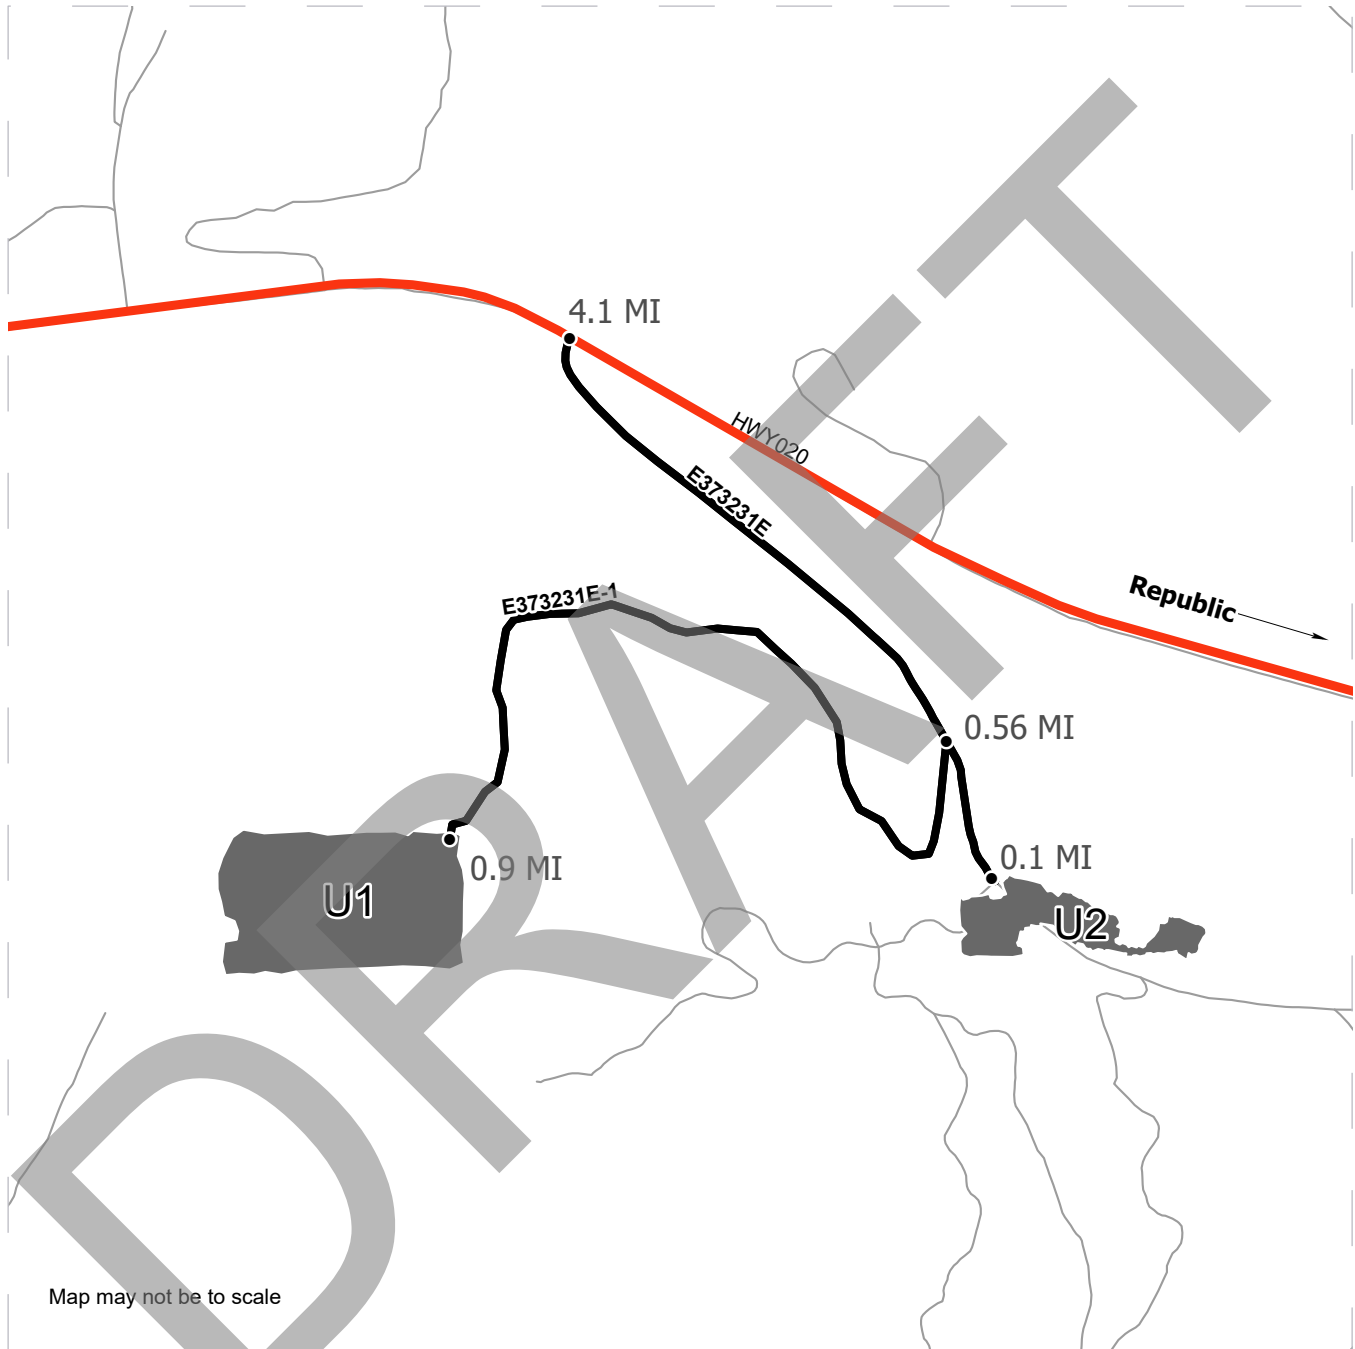 4.1 MI
HWY020
E373231E
E373231E-1
Republic
0.56 MI
0.9 MI
0.1 MI
U1
U2
DRAFT
Map may not be to scale